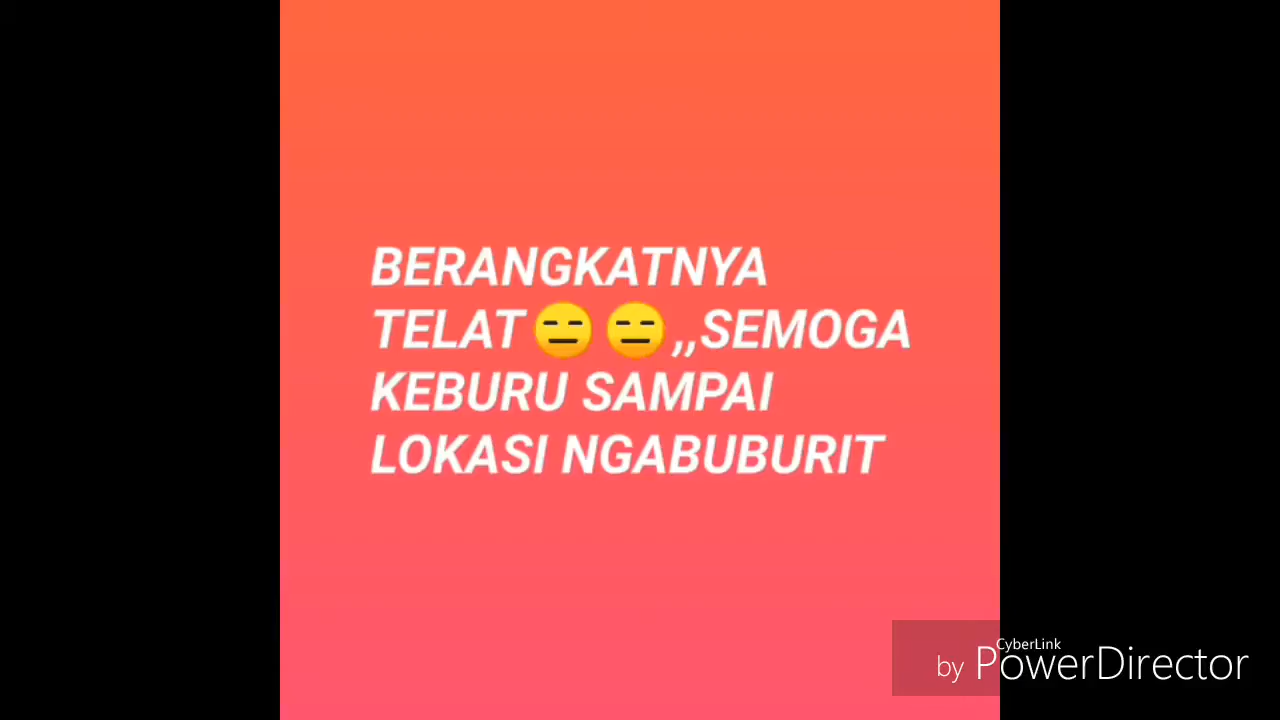 BERANGKATNYA
TELAT😑😑,,SEMOGA
KEBURU SAMPAI
LOKASI NGABUBURIT
CyberLink
by PowerDirector